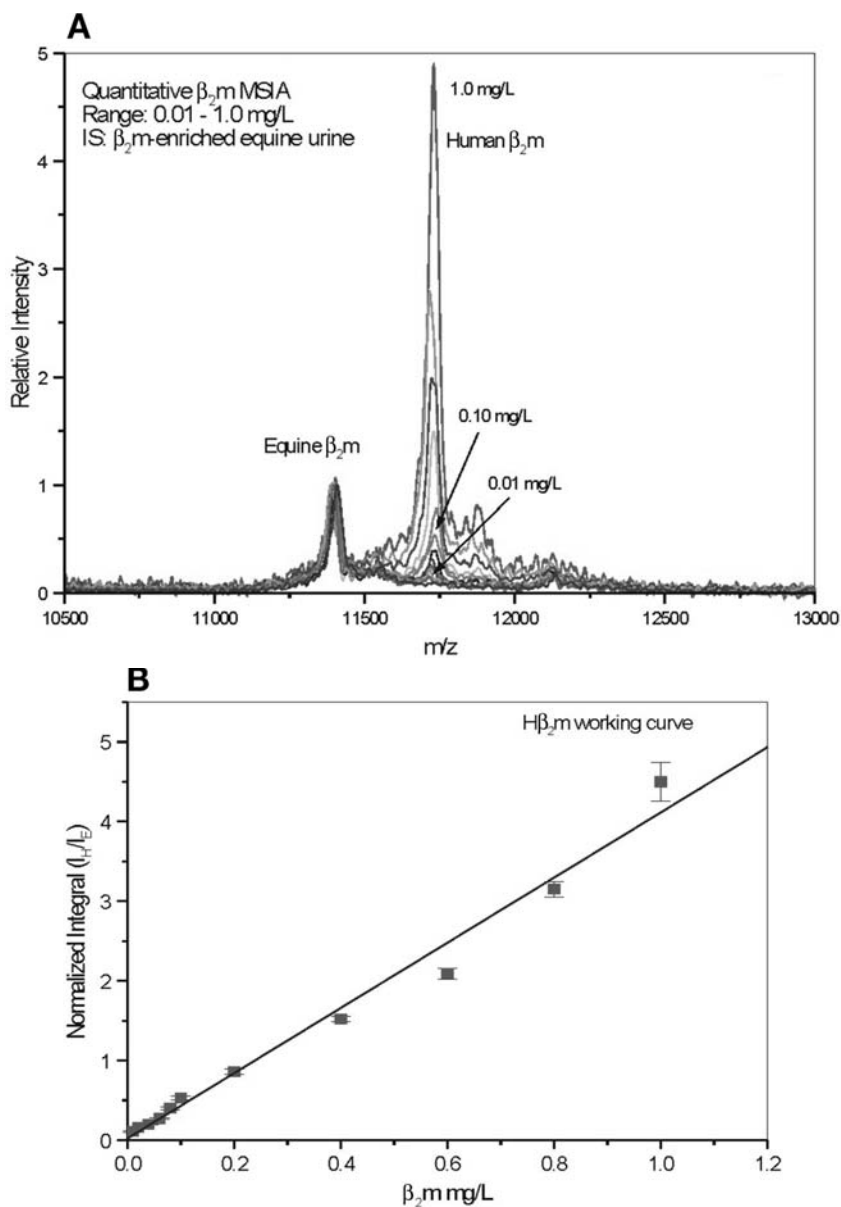 A
Quantitative β₂m MSIA
Range: 0.01 - 1.0 mg/L
IS: β₂m-enriched equine urine
1.0 mg/L
Human β₂m
0.10 mg/L
Equine β₂m
0.01 mg/L
Relative Intensity
5
4
3
2
1
0
10500 11000 11500 12000 12500 13000
m/z
B
Hβ₂m working curve
Normalized Integral (I_H/I_E)
5
4
3
2
1
0
0.0 0.2 0.4 0.6 0.8 1.0 1.2
β₂m mg/L